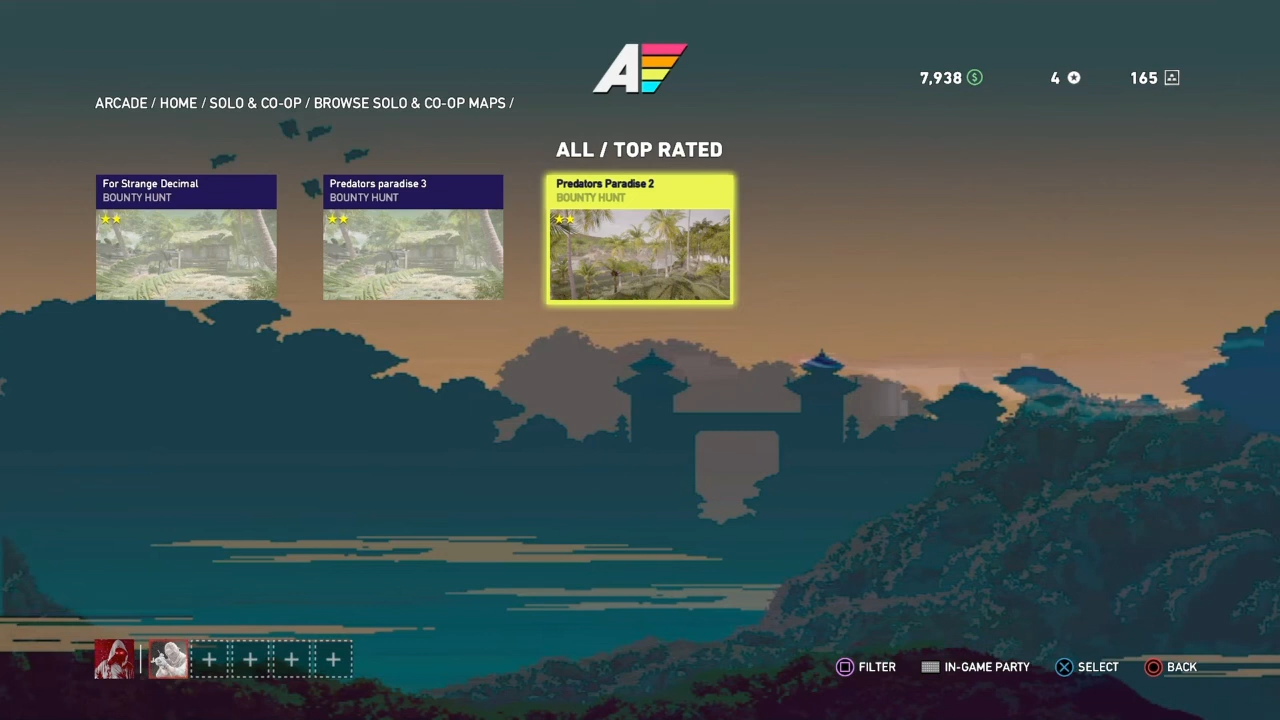 7,938
4
165
ARCADE / HOME / SOLO & CO-OP / BROWSE SOLO & CO-OP MAPS /
ALL / TOP RATED
For Strange Decimal
BOUNTY HUNT
Predators paradise 3
BOUNTY HUNT
Predators Paradise 2
BOUNTY HUNT
FILTER
IN-GAME PARTY
SELECT
BACK